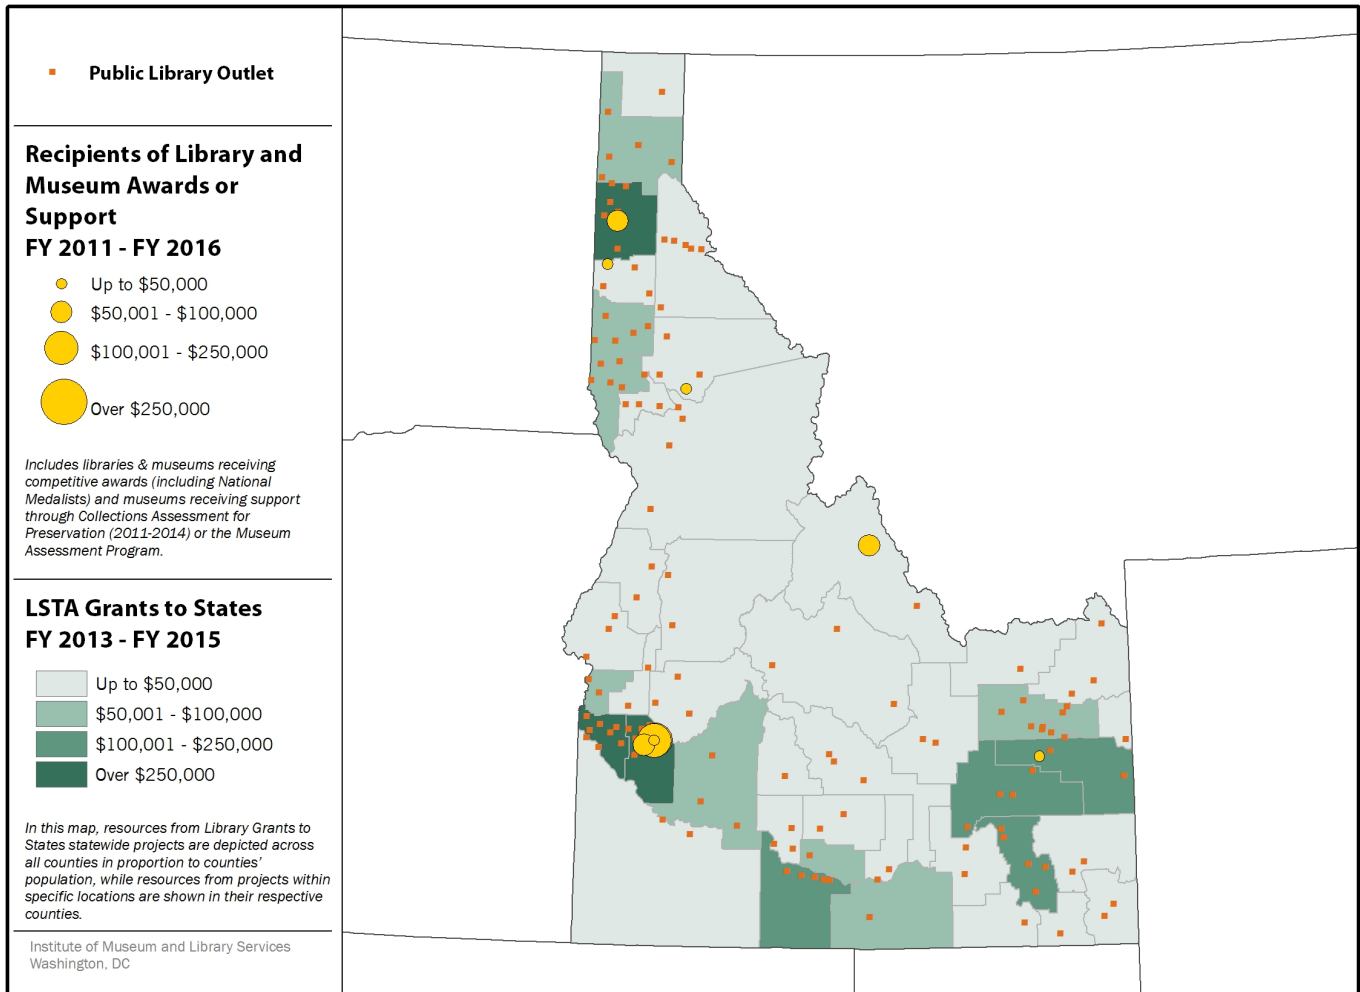 Public Library Outlet
Recipients of Library and
Museum Awards or
Support
FY 2011 - FY 2016
Up to $50,000
$50,001 - $100,000
$100,001 - $250,000
Over $250,000
Includes libraries & museums receiving
competitive awards (including National
Medalists) and museums receiving support
through Collections Assessment for
Preservation (2011-2014) or the Museum
Assessment Program.
LSTA Grants to States
FY 2013 - FY 2015
Up to $50,000
$50,001 - $100,000
$100,001 - $250,000
Over $250,000
In this map, resources from Library Grants to
States statewide projects are depicted across
all counties in proportion to counties'
population, while resources from projects within
specific locations are shown in their respective
counties.
Institute of Museum and Library Services
Washington, DC